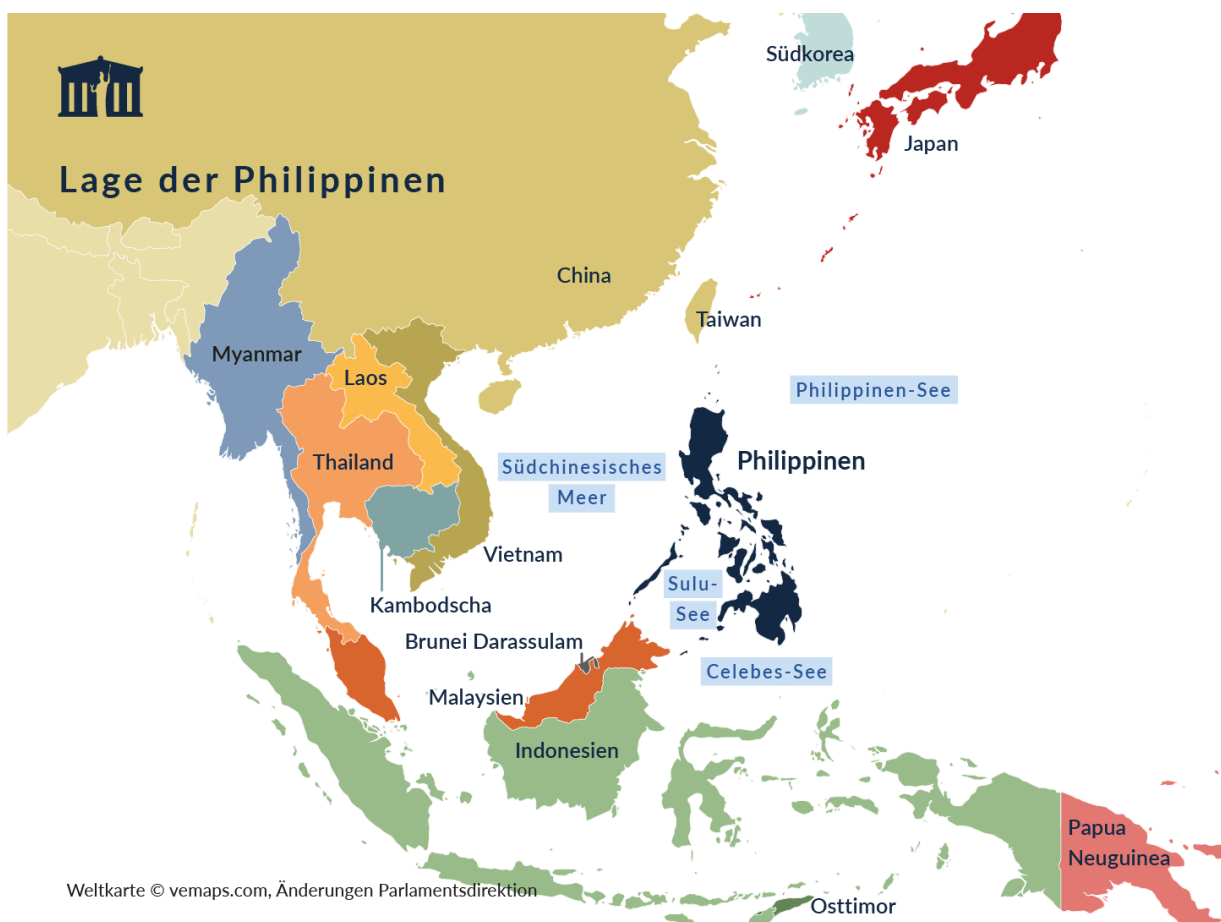 Südkorea
Japan
Lage der Philippinen
China
Taiwan
Myanmar
Laos
Philippinen-See
Thailand
Südchinesisches
Meer
Philippinen
Vietnam
Sulu-
See
Kambodscha
Brunei Darassulam
Celebes-See
Malaysien
Indonesien
Papua
Neuguinea
Weltkarte © vemaps.com, Änderungen Parlamentsdirektion
Osttimor